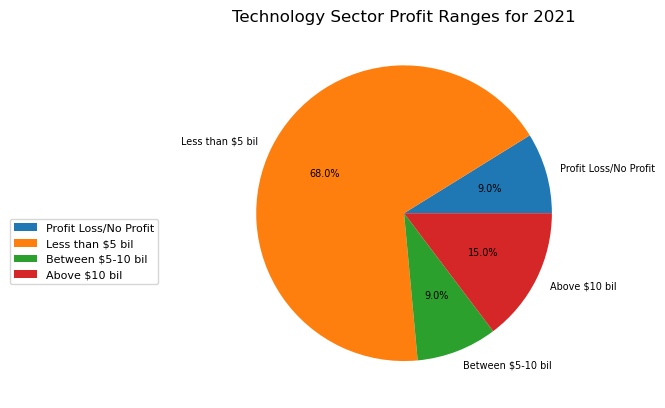 Technology Sector Profit Ranges for 2021
Less than $5 bil
Profit Loss/No Profit
68.0%
9.0%
Profit Loss/No Profit
Less than $5 bil
Between $5-10 bil
Above $10 bil
15.0%
Above $10 bil
9.0%
Between $5-10 bil